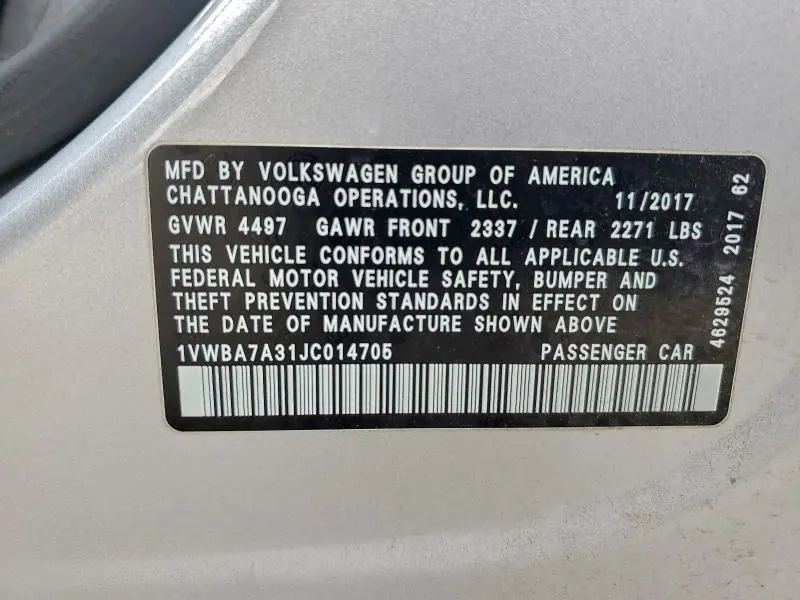 MFD BY VOLKSWAGEN GROUP OF AMERICA
CHATTANOOGA OPERATIONS, LLC. 11/2017
GVWR 4497 GAWR FRONT 2337 / REAR 2271 LBS
THIS VEHICLE CONFORMS TO ALL APPLICABLE U.S.
FEDERAL MOTOR VEHICLE SAFETY, BUMPER AND
THEFT PREVENTION STANDARDS IN EFFECT ON
THE DATE OF MANUFACTURE SHOWN ABOVE
1VWBA7A31JC014705 PASSENGER CAR
4629524 2017 62